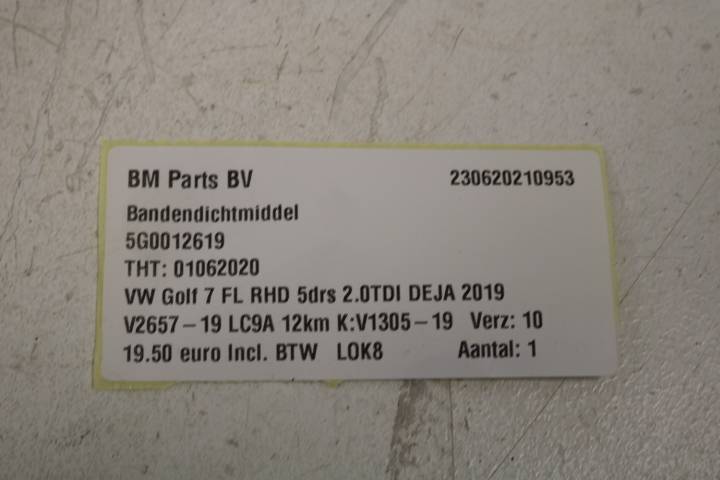 BM Parts BV 230620210953
Bandendichtmiddel
5G0012619
THT: 01062020
VW Golf 7 FL RHD 5drs 2.0TDI DEJA 2019
V2657-19 LC9A 12km K:V1305-19 Verz: 10
19.50 euro Incl. BTW LOK8 Aantal: 1